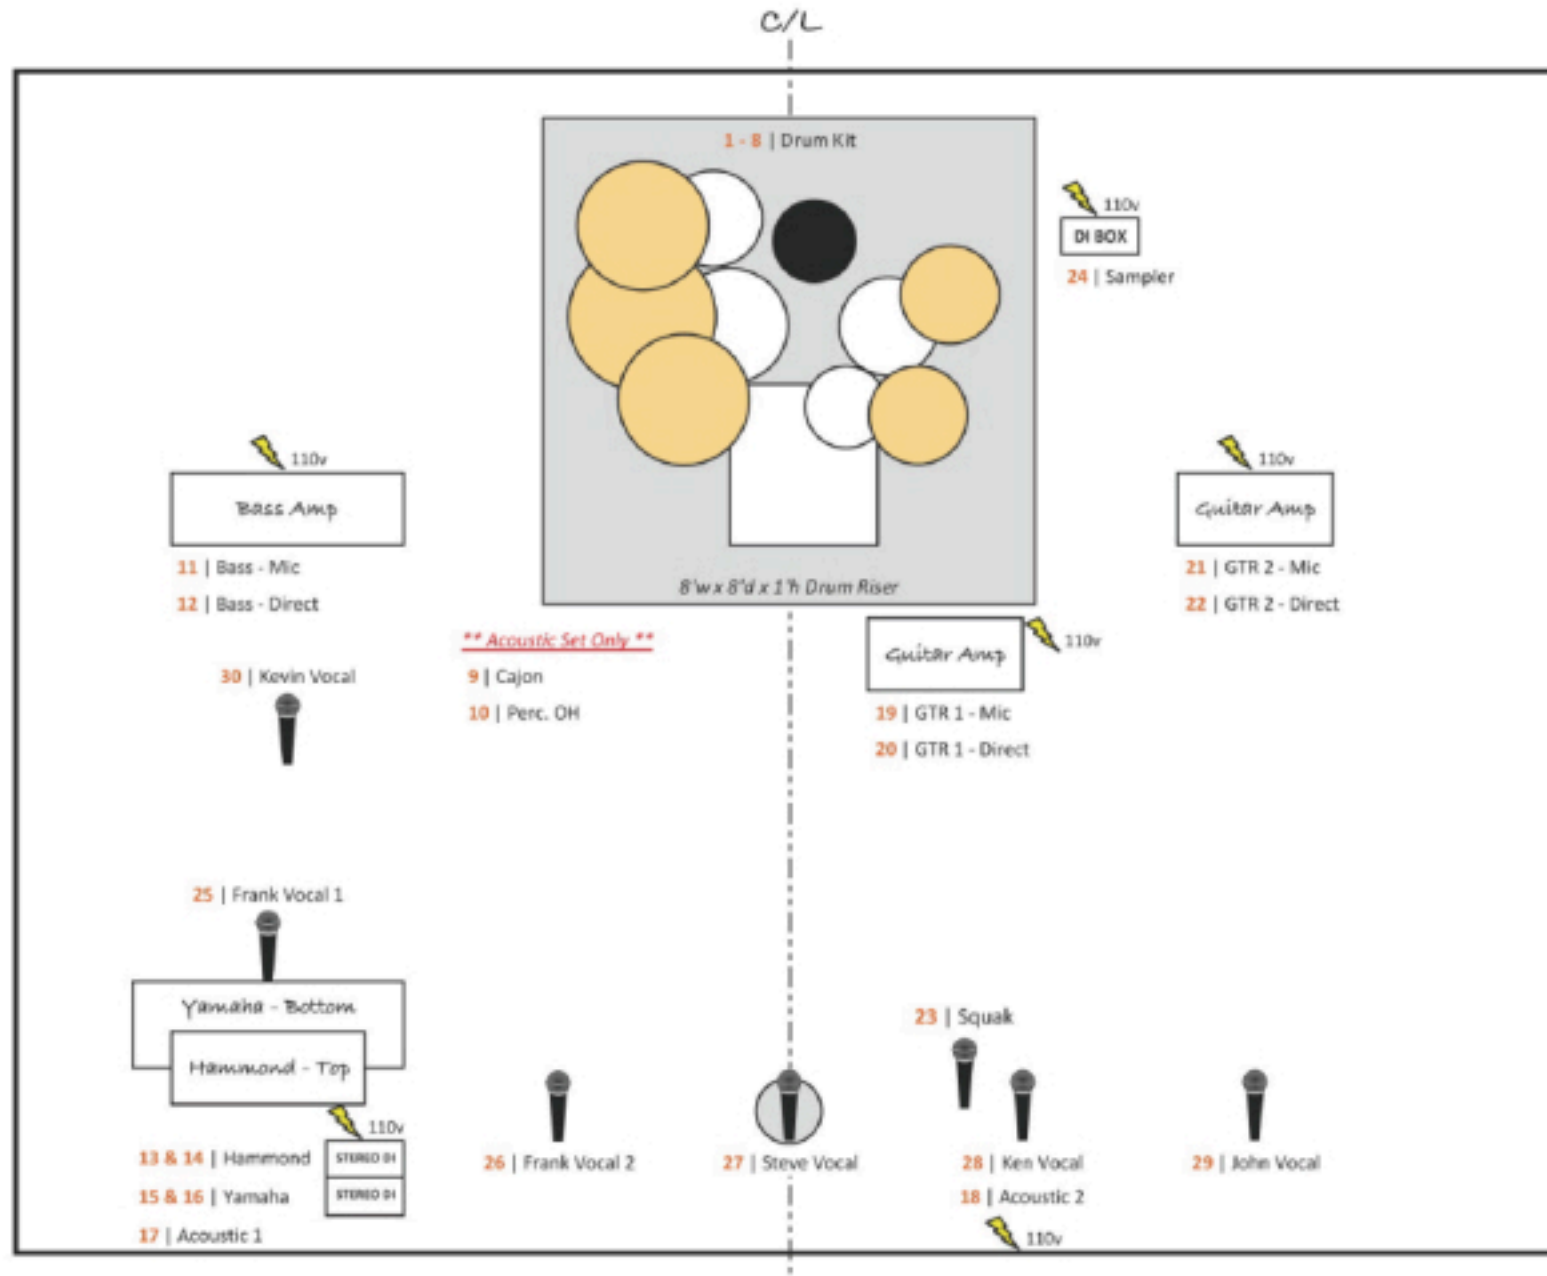 C/L
1 - 8 | Drum Kit
110v
DI BOX
24 | Sampler
110v
Bass Amp
11 | Bass - Mic
12 | Bass - Direct
110v
Guitar Amp
21 | GTR 2 - Mic
22 | GTR 2 - Direct
8'w x 8'd x 1'h Drum Riser
** Acoustic Set Only **
9 | Cajon
10 | Perc. OH
Guitar Amp
110v
19 | GTR 1 - Mic
20 | GTR 1 - Direct
30 | Kevin Vocal
25 | Frank Vocal 1
Yamaha - Bottom
Hammond - Top
110v
13 & 14 | Hammond
STEREO DI
15 & 16 | Yamaha
STEREO DI
17 | Acoustic 1
26 | Frank Vocal 2
27 | Steve Vocal
23 | Squak
28 | Ken Vocal
18 | Acoustic 2
110v
29 | John Vocal